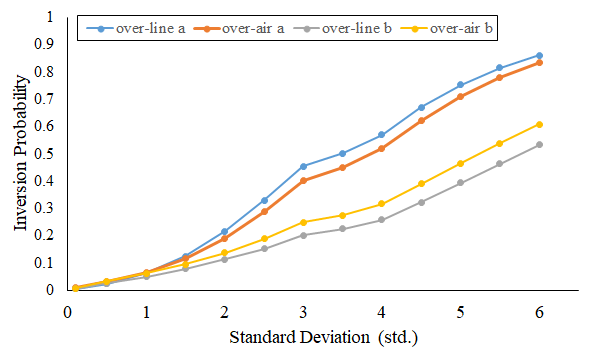 1
over-line a over-air a over-line b over-air b
0.9
0.8
0.7
0.6
0.5
0.4
0.3
0.2
0.1
0
Inversion Probability
0 1 2 3 4 5 6
Standard Deviation (std.)